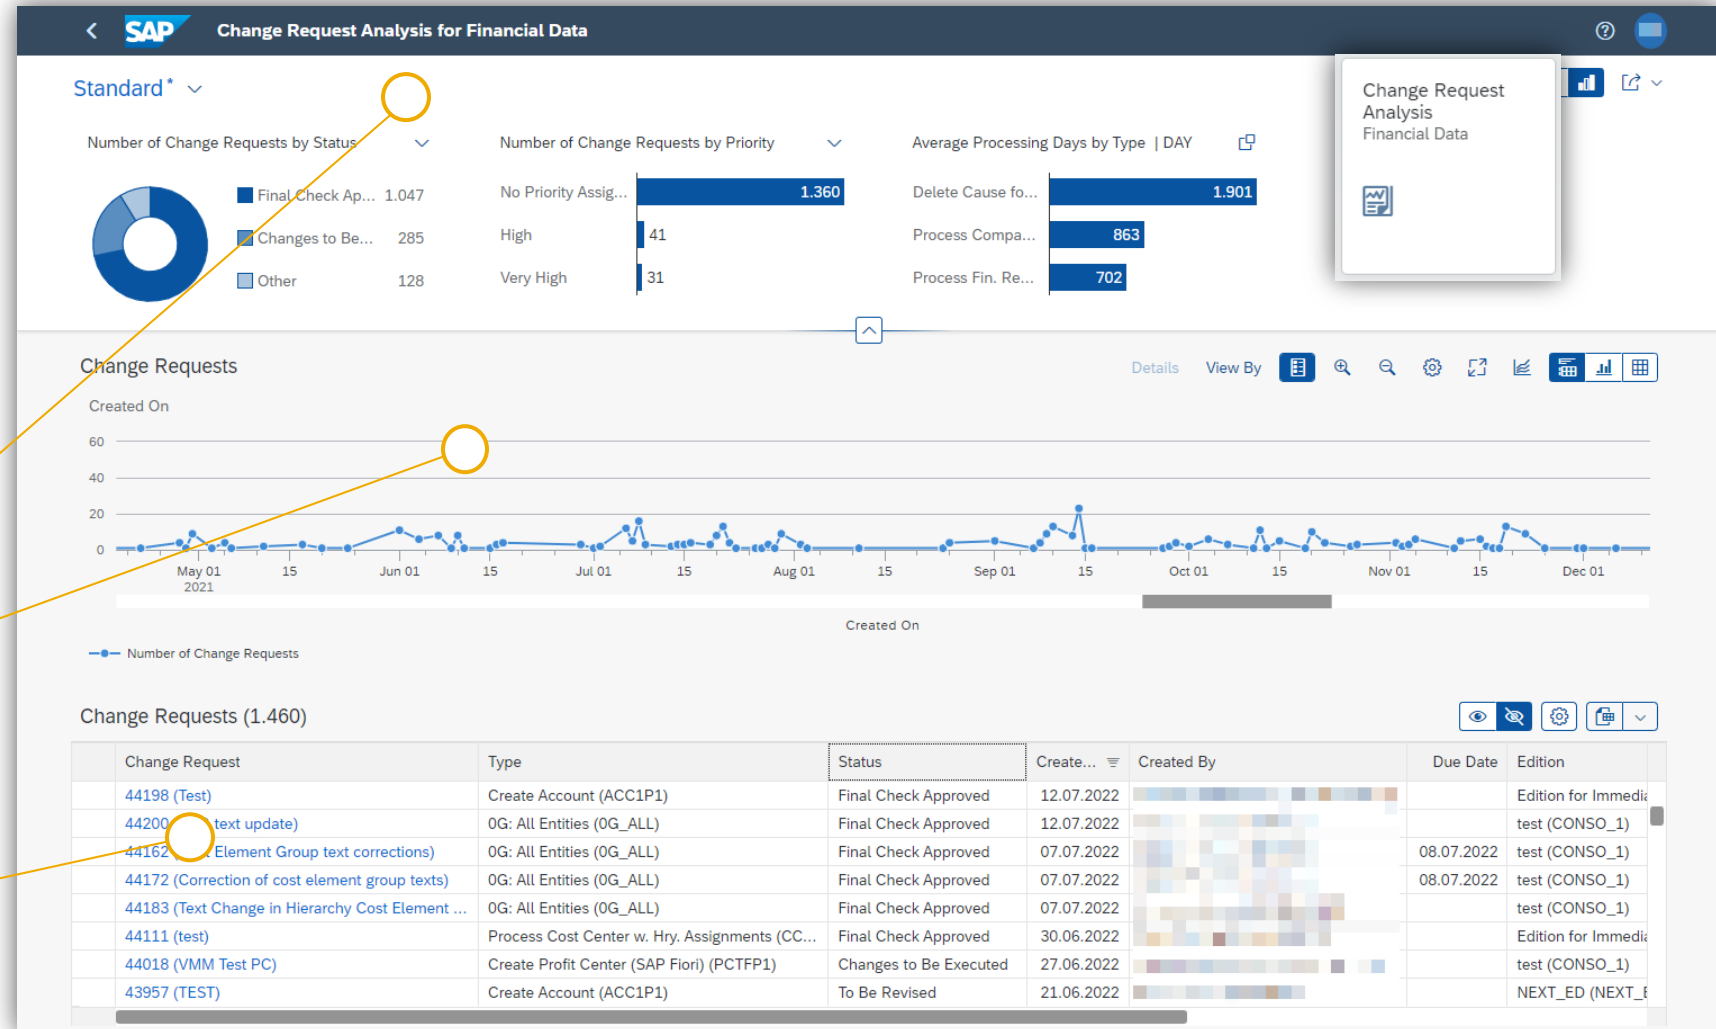 SAP
Change Request Analysis for Financial Data
Standard *
Change Request
Analysis
Financial Data
Number of Change Requests by Status
Final Check Ap... 1.047
Changes to Be... 285
Other 128
Number of Change Requests by Priority
No Priority Assig... 1.360
High 41
Very High 31
Average Processing Days by Type | DAY
Delete Cause fo... 1.901
Process Compa... 863
Process Fin. Re... 702
Change Requests
Details View By
Created On
60
40
20
0
May 01 15 Jun 01 15 Jul 01 15 Aug 01 15 Sep 01 15 Oct 01 15 Nov 01 15 Dec 01
2021
Created On
Number of Change Requests
Change Requests (1.460)
Change Request Type Status Create... Created By Due Date Edition
44198 (Test) Create Account (ACC1P1) Final Check Approved 12.07.2022 Edition for Immedia
44200 text update) 0G: All Entities (0G_ALL) Final Check Approved 12.07.2022 test (CONSO_1)
44162 Element Group text corrections) 0G: All Entities (0G_ALL) Final Check Approved 07.07.2022 08.07.2022 test (CONSO_1)
44172 (Correction of cost element group texts) 0G: All Entities (0G_ALL) Final Check Approved 07.07.2022 08.07.2022 test (CONSO_1)
44183 (Text Change in Hierarchy Cost Element ... 0G: All Entities (0G_ALL) Final Check Approved 07.07.2022 test (CONSO_1)
44111 (test) Process Cost Center w. Hry. Assignments (CC... Final Check Approved 30.06.2022 Edition for Immedia
44018 (VMM Test PC) Create Profit Center (SAP Fiori) (PCTFP1) Changes to Be Executed 27.06.2022 test (CONSO_1)
43957 (TEST) Create Account (ACC1P1) To Be Revised 21.06.2022 NEXT_ED (NEXT_E